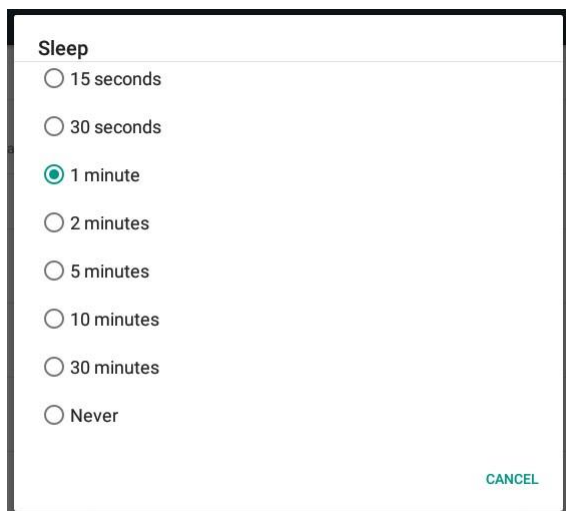 Sleep
15 seconds
30 seconds
1 minute
2 minutes
5 minutes
10 minutes
30 minutes
Never
CANCEL